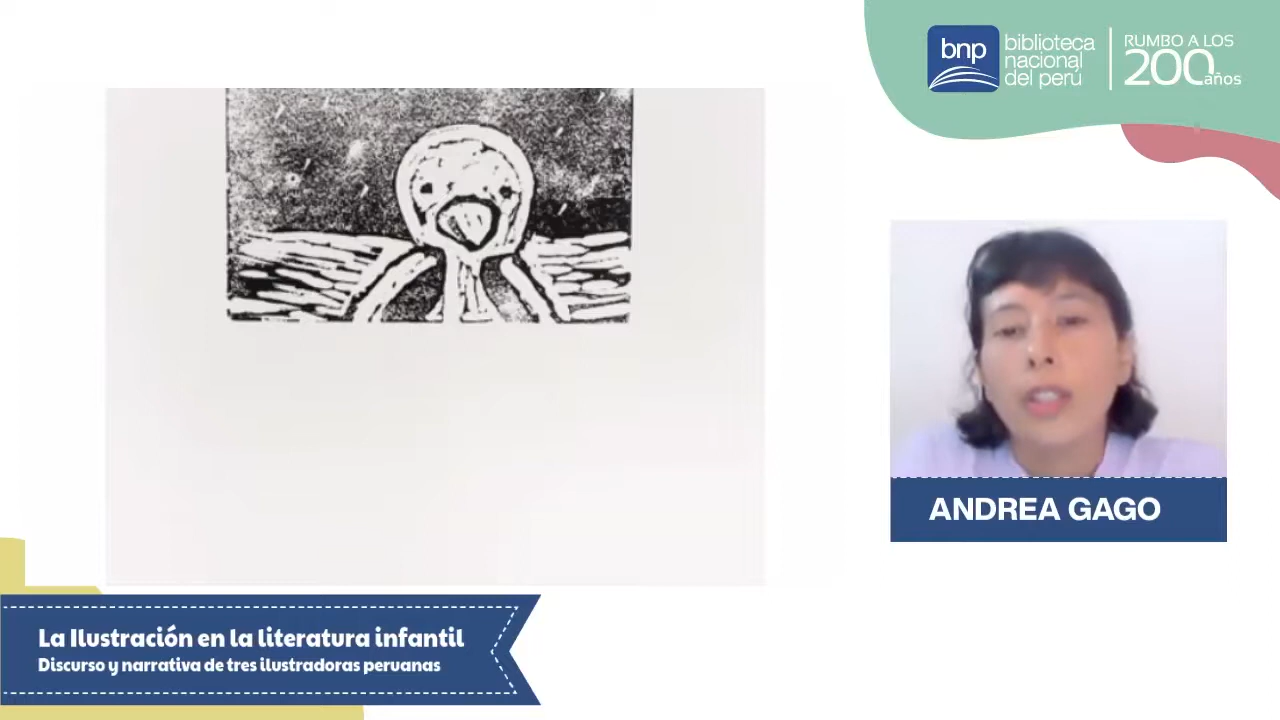 bnp
biblioteca
nacional
del perú
RUMBO A LOS
200
años
ANDREA GAGO
La Ilustración en la literatura infantil
Discurso y narrativa de tres ilustradoras peruanas